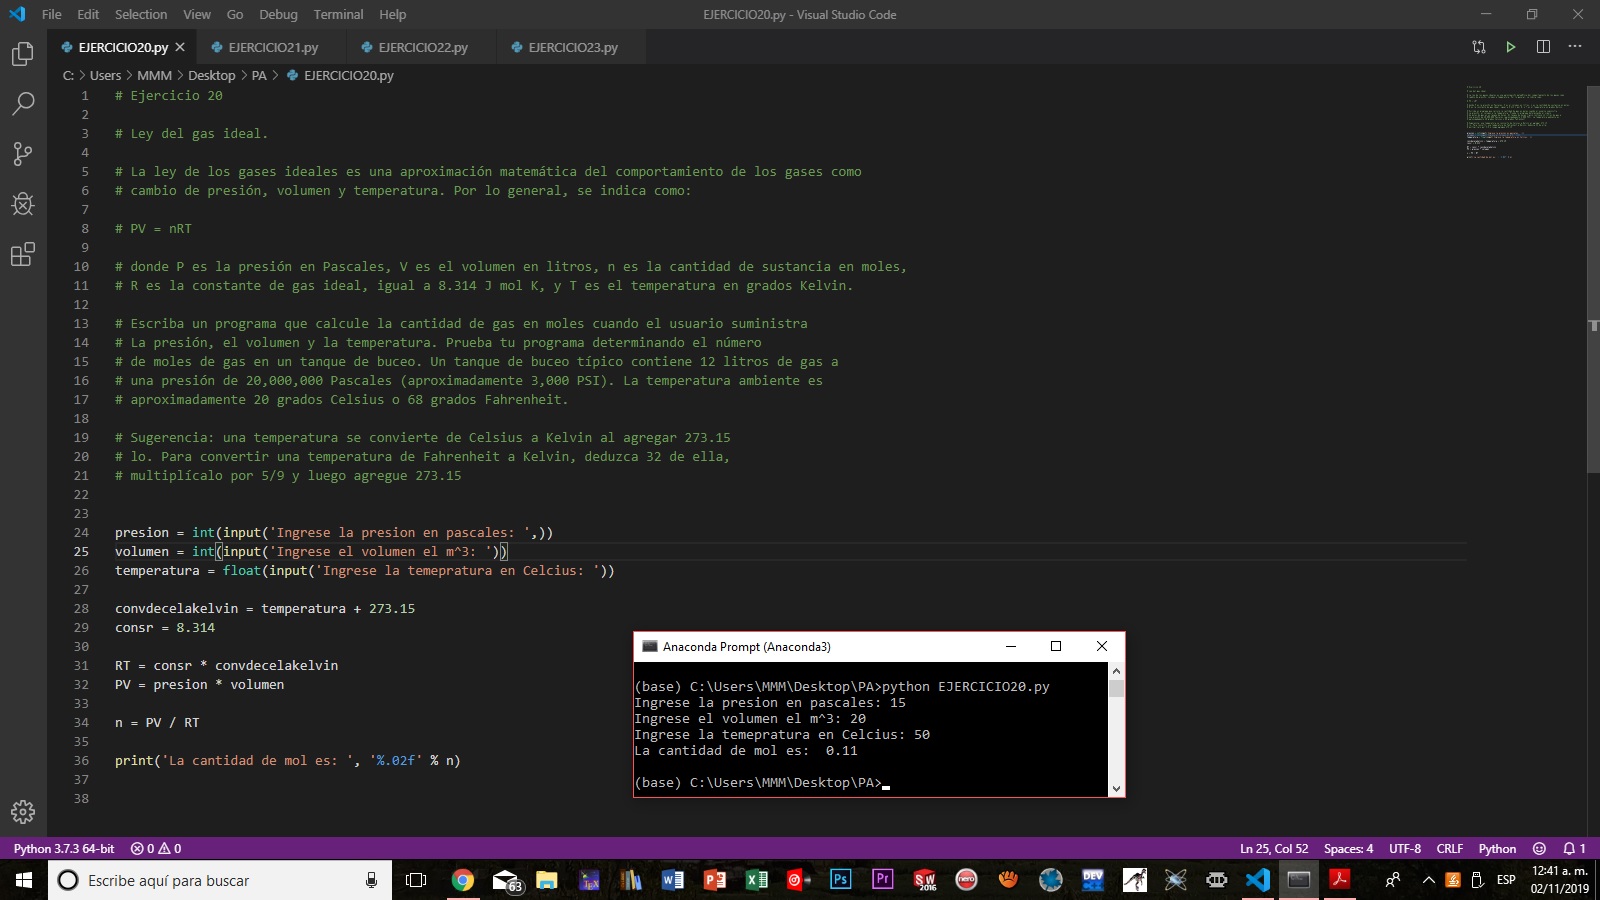 File Edit Selection View Go Debug Terminal Help
EJERCICIO20.py - Visual Studio Code
EJERCICIO20.py EJERCICIO21.py EJERCICIO22.py EJERCICIO23.py
C: > Users > MMM > Desktop > PA > EJERCICIO20.py
1 # Ejercicio 20
2
3 # Ley del gas ideal.
4
5 # La ley de los gases ideales es una aproximación matemática del comportamiento de los gases como
6 # cambio de presión, volumen y temperatura. Por lo general, se indica como:
7
8 # PV = nRT
9
10 # donde P es la presión en Pascales, V es el volumen en litros, n es la cantidad de sustancia en moles,
11 # R es la constante de gas ideal, igual a 8.314 J mol K, y T es el temperatura en grados Kelvin.
12
13 # Escriba un programa que calcule la cantidad de gas en moles cuando el usuario suministra
14 # La presión, el volumen y la temperatura. Prueba tu programa determinando el número
15 # de moles de gas en un tanque de buceo. Un tanque de buceo típico contiene 12 litros de gas a
16 # una presión de 20,000,000 Pascales (aproximadamente 3,000 PSI). La temperatura ambiente es
17 # aproximadamente 20 grados Celsius o 68 grados Fahrenheit.
18
19 # Sugerencia: una temperatura se convierte de Celsius a Kelvin al agregar 273.15
20 # lo. Para convertir una temperatura de Fahrenheit a Kelvin, deduzca 32 de ella,
21 # multiplícalo por 5/9 y luego agregue 273.15
22
23
24 presion = int(input('Ingrese la presion en pascales: ',))
25 volumen = int(input('Ingrese el volumen el m^3: '))
26 temperatura = float(input('Ingrese la temepratura en Celcius: '))
27
28 convdecelakelvin = temperatura + 273.15
29 consr = 8.314
30
31 RT = consr * convdecelakelvin
32 PV = presion * volumen
33
34 n = PV / RT
35
36 print('La cantidad de mol es: ', '%.02f' % n)
37
38
Anaconda Prompt (Anaconda3)
(base) C:\Users\MMM\Desktop\PA>python EJERCICIO20.py
Ingrese la presion en pascales: 15
Ingrese el volumen el m^3: 20
Ingrese la temepratura en Celcius: 50
La cantidad de mol es:  0.11
(base) C:\Users\MMM\Desktop\PA>
Python 3.7.3 64-bit 0 0 Ln 25, Col 52 Spaces: 4 UTF-8 CRLF Python 1
Escribe aquí para buscar
63
TEX
W
P
X
Ps
Pr
SW
2016
nero
DEV
ESP
12:41 a. m.
02/11/2019